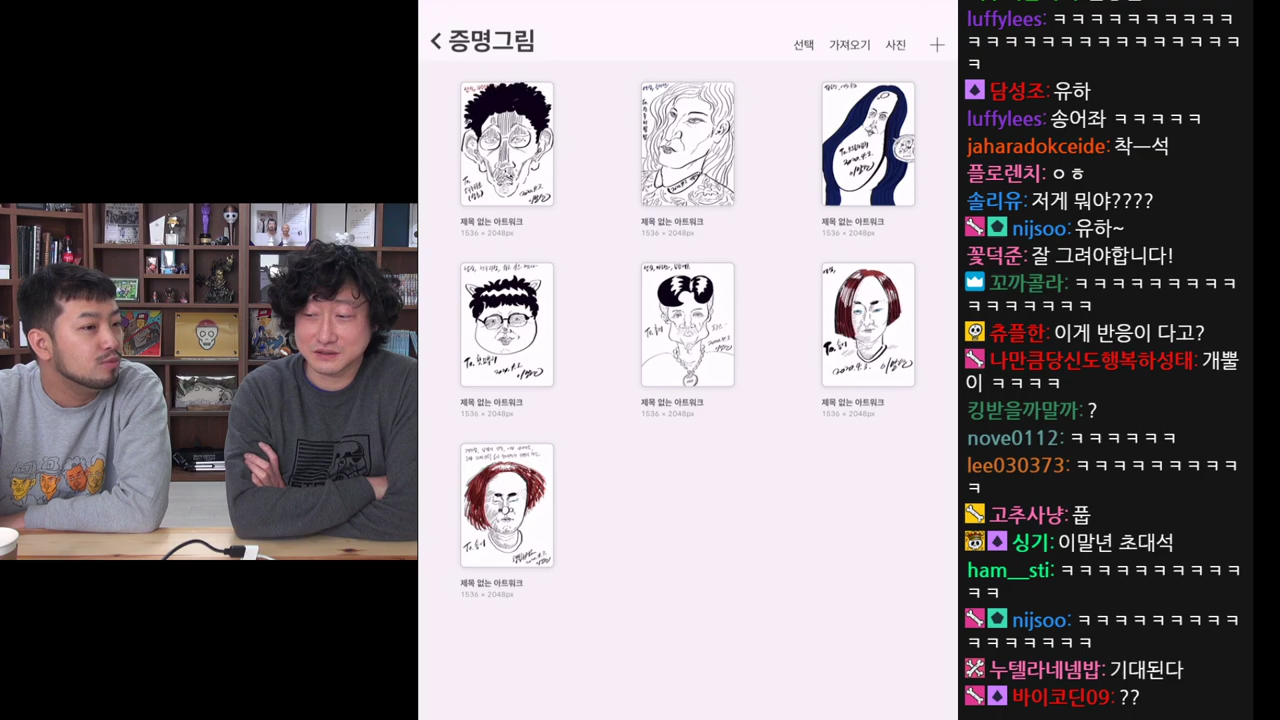 증명그림
선택 가져오기 사진
제목 없는 아트워크
1536 × 2048px
제목 없는 아트워크
1536 × 2048px
제목 없는 아트워크
1536 × 2048px
제목 없는 아트워크
1536 × 2048px
제목 없는 아트워크
1536 × 2048px
제목 없는 아트워크
1536 × 2048px
제목 없는 아트워크
1536 × 2048px
luffylees: ㅋㅋㅋㅋㅋㅋㅋㅋㅋㅋ
ㅋㅋㅋㅋㅋㅋㅋㅋㅋㅋㅋㅋㅋㅋㅋ
ㅋ
담성조: 유하
luffylees: 송어좌 ㅋㅋㅋㅋㅋ
jaharadokceide: 착—석
플로렌치: ㅇㅎ
솔리유: 저게 뭐야????
nijsoo: 유하~
꽃덕준: 잘 그려야합니다!
꼬까콜라: ㅋㅋㅋㅋㅋㅋㅋㅋㅋ
ㅋㅋㅋㅋㅋㅋㅋ
츄플한: 이게 반응이 다고?
나만큼당신도행복하성태: 개뿔
이 ㅋㅋㅋㅋ
킹받을까말까: ?
nove0112: ㅋㅋㅋㅋㅋㅋ
lee030373: ㅋㅋㅋㅋㅋㅋㅋㅋㅋ
ㅋ
고추사냥: 풉
싱기: 이말년 초대석
ham__sti: ㅋㅋㅋㅋㅋㅋㅋㅋㅋㅋ
ㅋㅋ
nijsoo: ㅋㅋㅋㅋㅋㅋㅋㅋㅋ
ㅋㅋㅋㅋㅋㅋㅋ
누텔라네넴밥: 기대된다
바이코딘09: ??